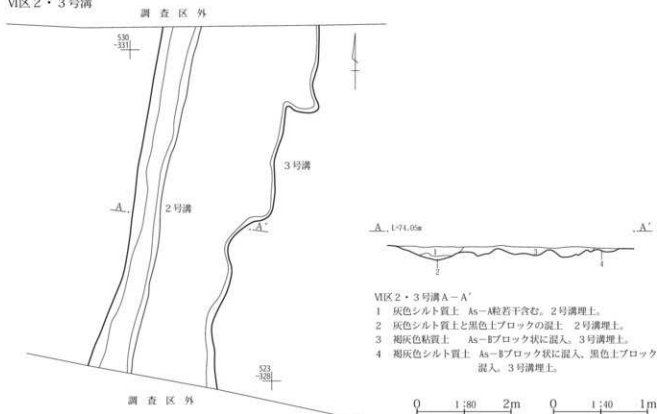 Ⅵ区2・3号溝
調査区外
530
-331
3号溝
2号溝
A
A′
523
-328
調査区外
A L=74.05m A′
1 3 4
2
Ⅶ区2・3号溝A-A′
1 灰色シルト質土 As-A粒若干含む。2号溝埋土。
2 灰色シルト質土と黒色土ブロックの混土 2号溝埋土。
3 褐灰色粘質土 As-Bブロック状に混入。3号溝埋土。
4 褐灰色シルト質土 As-Bブロック状に混入、黒色土ブロック
混入。3号溝埋土。
0 1:80 2m 0 1:40 1m